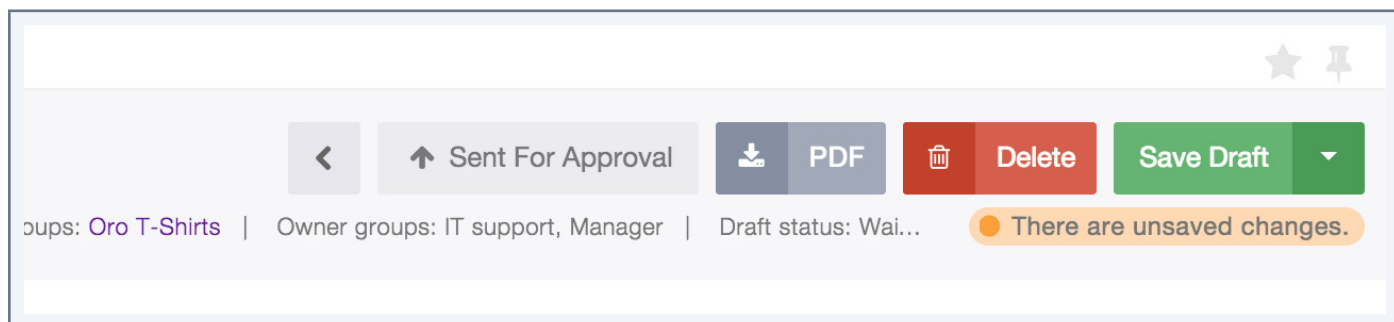 Sent For Approval PDF Delete Save Draft
oups: Oro T-Shirts | Owner groups: IT support, Manager | Draft status: Wai... There are unsaved changes.